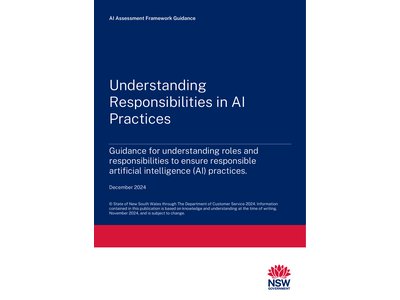 AI Assessment Framework Guidance
Understanding
Responsibilities in AI
Practices
Guidance for understanding roles and
responsibilities to ensure responsible
artificial intelligence (AI) practices.
December 2024
© State of New South Wales through The Department of Customer Service 2024. Information
contained in this publication is based on knowledge and understanding at the time of writing,
November 2024, and is subject to change.
NSW
GOVERNMENT